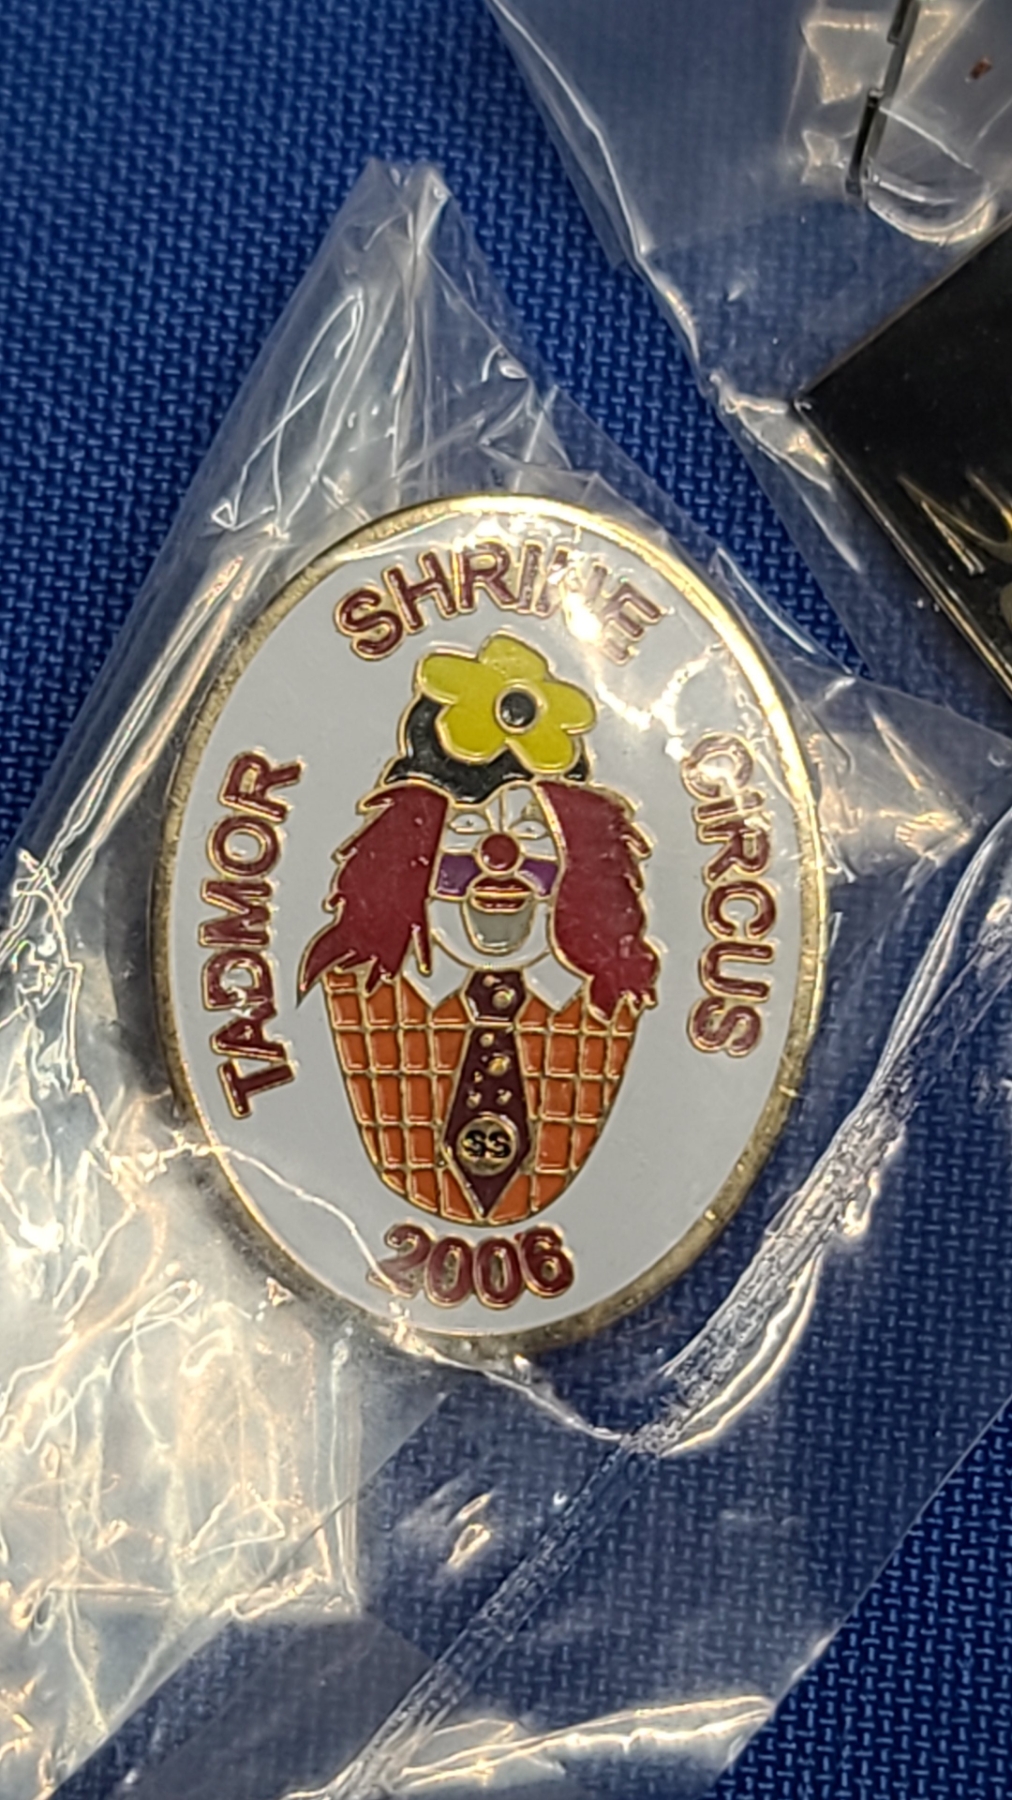 TADMOR
SHRINE
CIRCUS
SS
2006